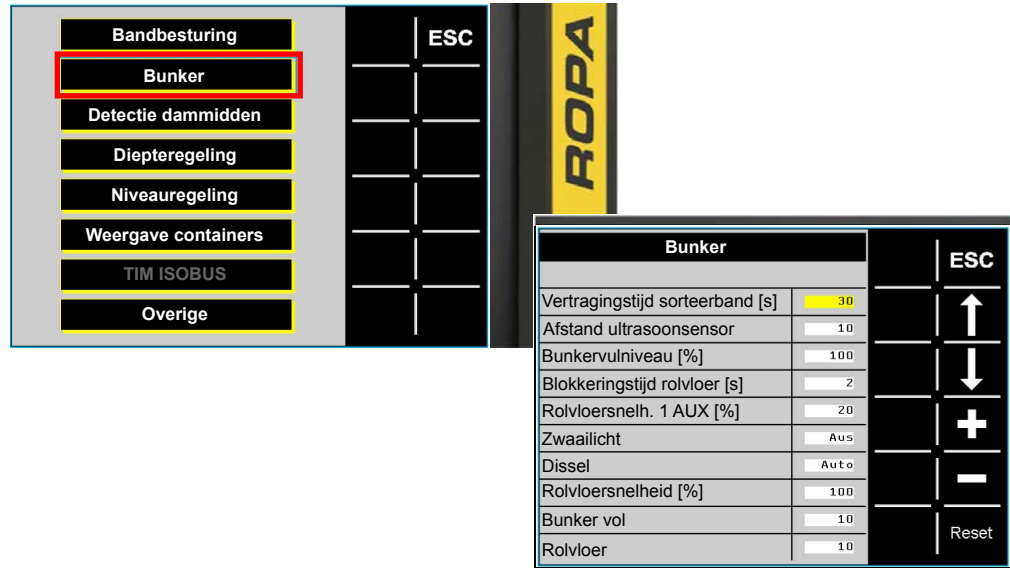 Bandbesturing
ESC
Bunker
Detectie dammidden
Diepteregeling
Niveauregeling
Weergave containers
TIM ISOBUS
Overige
ROPA
Bunker
ESC
Vertragingstijd sorteerband [s] 30
Afstand ultrasoonsensor 10
Bunkervulniveau [%] 100
Blokkeringstijd rolvloer [s] 2
Rolvloersnelh. 1 AUX [%] 20
Zwaailicht Aus
Dissel Auto
Rolvloersnelheid [%] 100
Bunker vol 10
Reset
Rolvloer 10